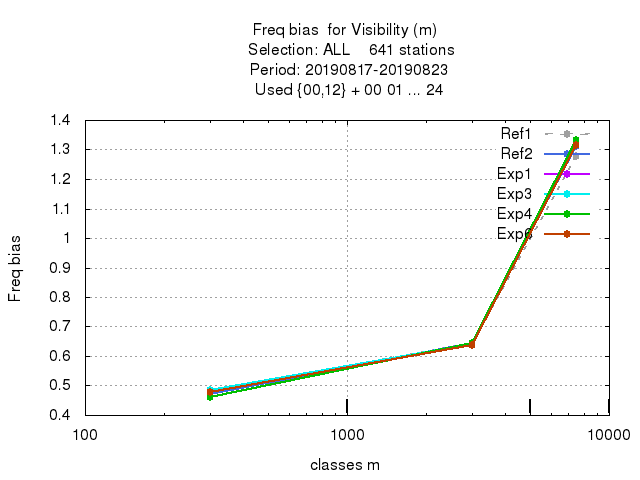 Freq bias  for Visibility (m)
Selection: ALL    641 stations
Period: 20190817-20190823
Used {00,12} + 00 01 ... 24
1.4
1.3
1.2
1.1
1
0.9
0.8
0.7
0.6
0.5
0.4
Freq bias
Ref1
Ref2
Exp1
Exp3
Exp4
Exp6
100
1000
10000
classes m